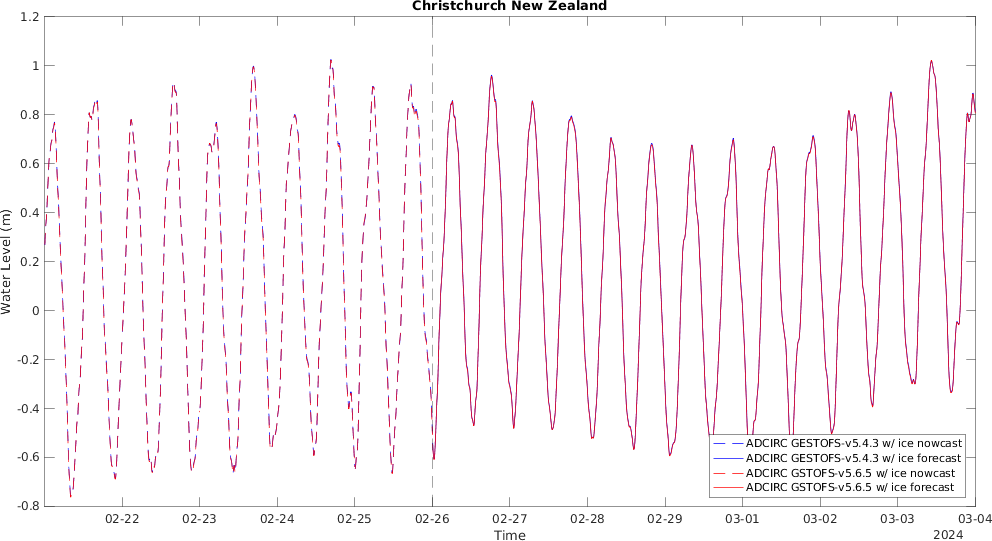 Christchurch New Zealand
1.2
1
0.8
0.6
0.4
0.2
0
-0.2
-0.4
-0.6
-0.8
Water Level (m)
ADCIRC GESTOFS-v5.4.3 w/ ice nowcast
ADCIRC GESTOFS-v5.4.3 w/ ice forecast
ADCIRC GSTOFS-v5.6.5 w/ ice nowcast
ADCIRC GSTOFS-v5.6.5 w/ ice forecast
02-22 02-23 02-24 02-25 02-26 02-27 02-28 02-29 03-01 03-02 03-03 03-04
Time
2024